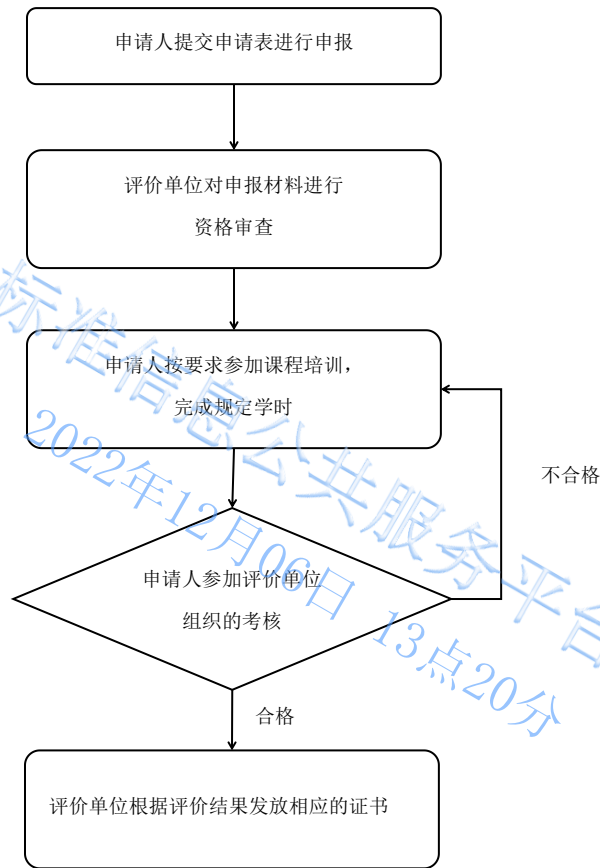 申请人提交申请表进行申报
评价单位对申报材料进行
资格审查
申请人按要求参加课程培训，
完成规定学时
不合格
申请人参加评价单位
组织的考核
合格
评价单位根据评价结果发放相应的证书
标准信息公共服务平台
2022年12月06日 13点20分